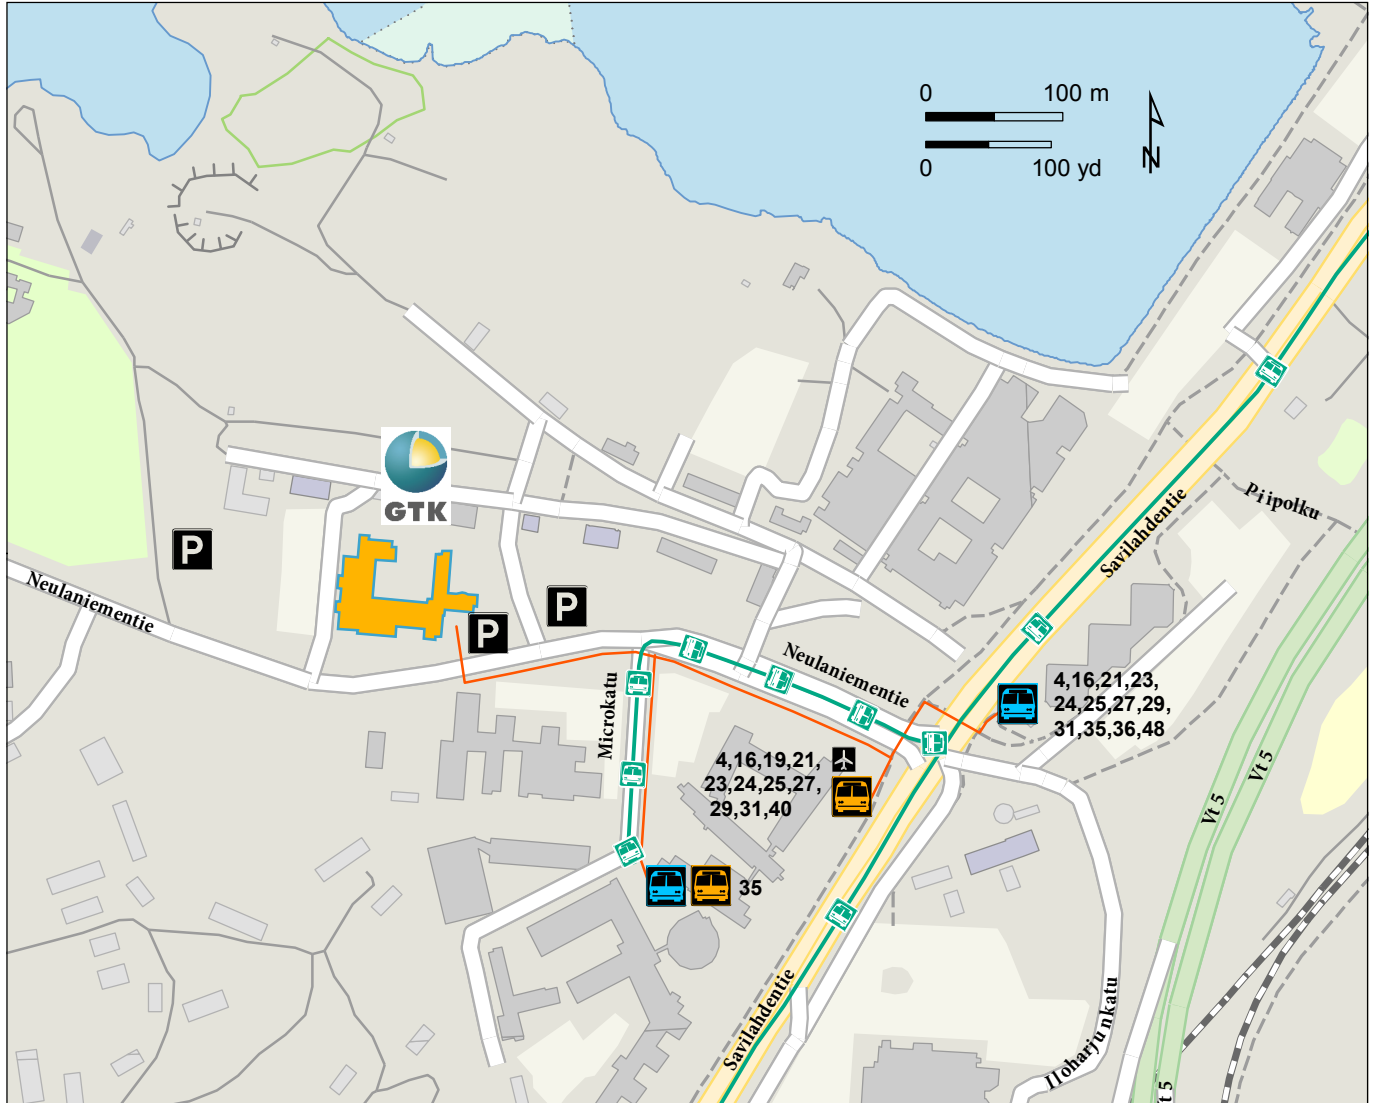 0 100 m
0 100 yd
N
Piipolku
Savilahdentie
GTK
P
Neulaniementie
P
P
Neulaniementie
Microkatu
4,16,21,23,
24,25,27,29,
31,35,36,48
4,16,19,21,
23,24,25,27,
29,31,40
Vt 5
Vt 5
35
Savilahdentie
Iloharjunkatu
t 5